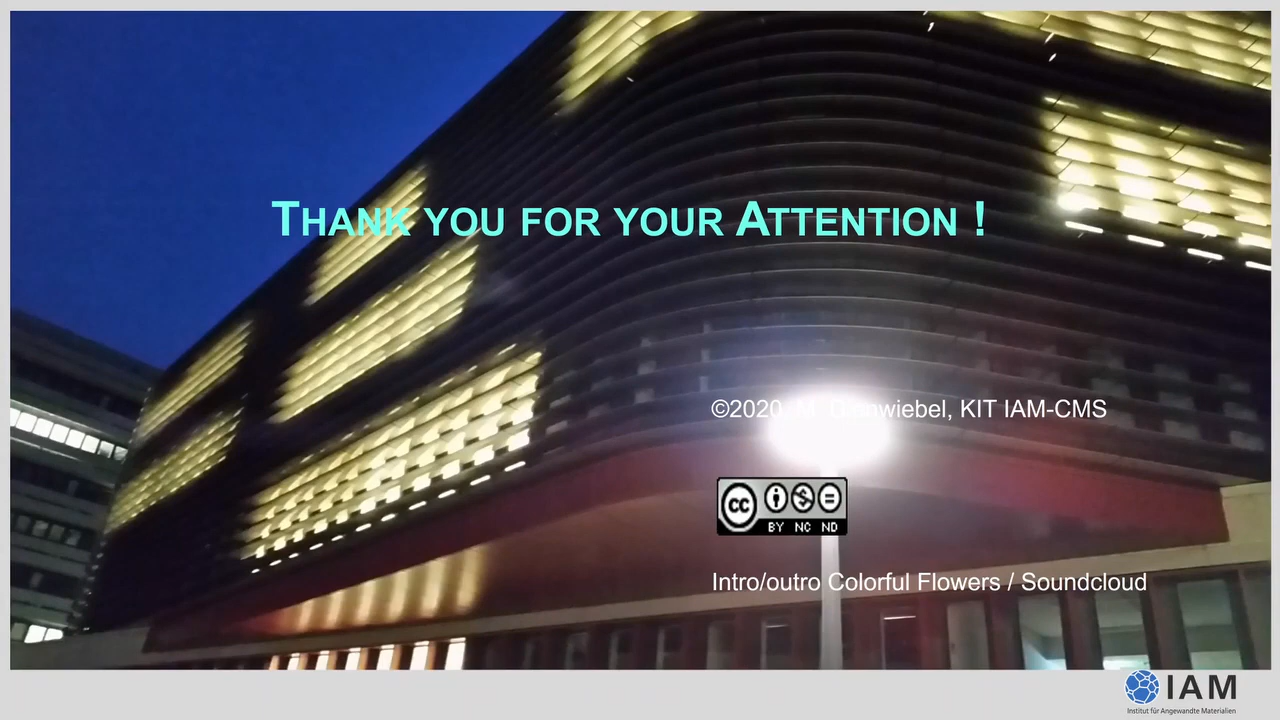 THANK YOU FOR YOUR ATTENTION !
©2020, M. KIT IAM-CMS
CC
BY NC ND
Intro/outro Colorful Flowers / Soundcloud
IAM
Institut für Angewandte Materialien